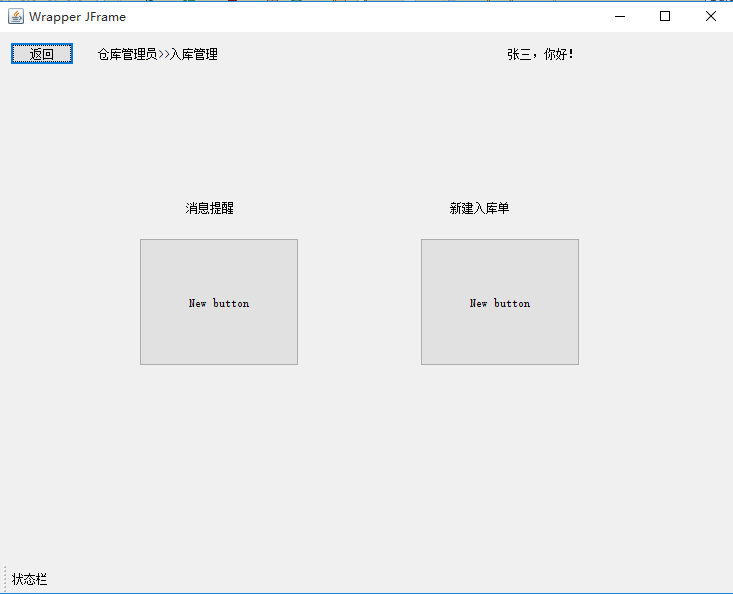 Wrapper JFrame
返回 仓库管理员>>入库管理 张三，你好！
消息提醒 新建入库单
New button New button
状态栏